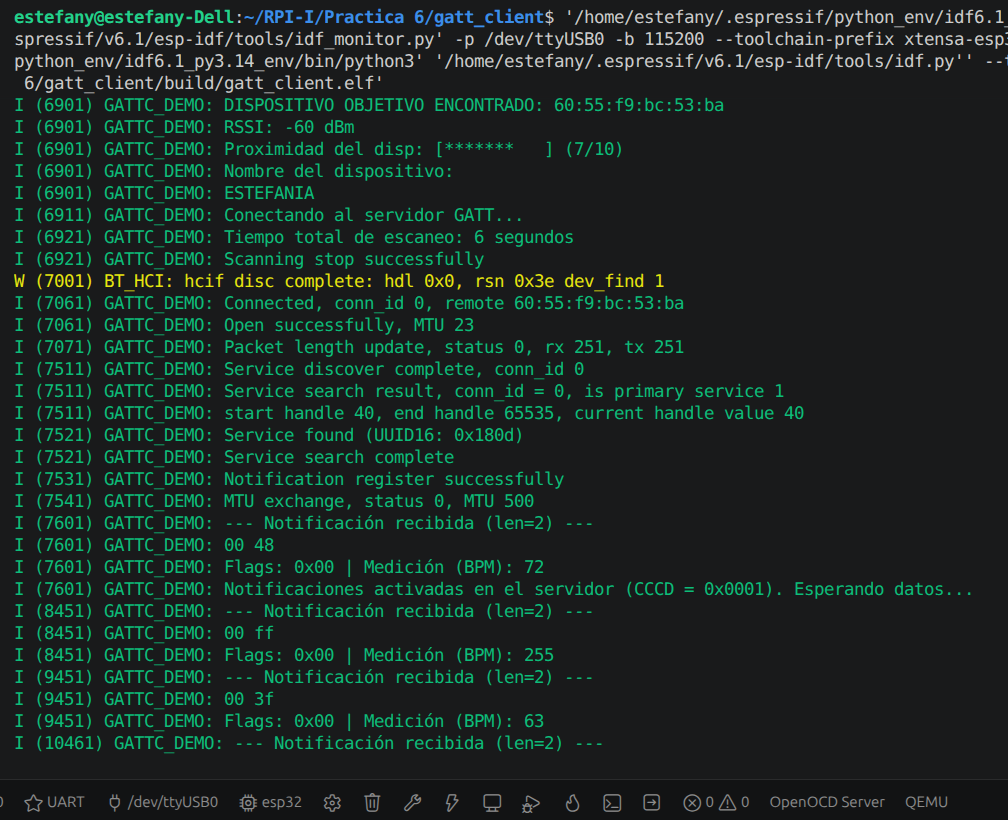 estefany@estefany-Dell:~/RPI-I/Practica 6/gatt_client$ '/home/estefany/.espressif/python_env/idf6.1_
spressif/v6.1/esp-idf/tools/idf_monitor.py' -p /dev/ttyUSB0 -b 115200 --toolchain-prefix xtensa-esp3
python_env/idf6.1_py3.14_env/bin/python3' '/home/estefany/.espressif/v6.1/esp-idf/tools/idf.py'' --t
6/gatt_client/build/gatt_client.elf'
I (6901) GATTC_DEMO: DISPOSITIVO OBJETIVO ENCONTRADO: 60:55:f9:bc:53:ba
I (6901) GATTC_DEMO: RSSI: -60 dBm
I (6901) GATTC_DEMO: Proximidad del disp: [*******   ] (7/10)
I (6901) GATTC_DEMO: Nombre del dispositivo:
I (6901) GATTC_DEMO: ESTEFANIA
I (6911) GATTC_DEMO: Conectando al servidor GATT...
I (6921) GATTC_DEMO: Tiempo total de escaneo: 6 segundos
I (6921) GATTC_DEMO: Scanning stop successfully
W (7001) BT_HCI: hcif disc complete: hdl 0x0, rsn 0x3e dev_find 1
I (7061) GATTC_DEMO: Connected, conn_id 0, remote 60:55:f9:bc:53:ba
I (7061) GATTC_DEMO: Open successfully, MTU 23
I (7071) GATTC_DEMO: Packet length update, status 0, rx 251, tx 251
I (7511) GATTC_DEMO: Service discover complete, conn_id 0
I (7511) GATTC_DEMO: Service search result, conn_id = 0, is primary service 1
I (7511) GATTC_DEMO: start handle 40, end handle 65535, current handle value 40
I (7521) GATTC_DEMO: Service found (UUID16: 0x180d)
I (7521) GATTC_DEMO: Service search complete
I (7531) GATTC_DEMO: Notification register successfully
I (7541) GATTC_DEMO: MTU exchange, status 0, MTU 500
I (7601) GATTC_DEMO: --- Notificación recibida (len=2) ---
I (7601) GATTC_DEMO: 00 48
I (7601) GATTC_DEMO: Flags: 0x00 | Medición (BPM): 72
I (7601) GATTC_DEMO: Notificaciones activadas en el servidor (CCCD = 0x0001). Esperando datos...
I (8451) GATTC_DEMO: --- Notificación recibida (len=2) ---
I (8451) GATTC_DEMO: 00 ff
I (8451) GATTC_DEMO: Flags: 0x00 | Medición (BPM): 255
I (9451) GATTC_DEMO: --- Notificación recibida (len=2) ---
I (9451) GATTC_DEMO: 00 3f
I (9451) GATTC_DEMO: Flags: 0x00 | Medición (BPM): 63
I (10461) GATTC_DEMO: --- Notificación recibida (len=2) ---
UART /dev/ttyUSB0 esp32 0 0 OpenOCD Server QEMU